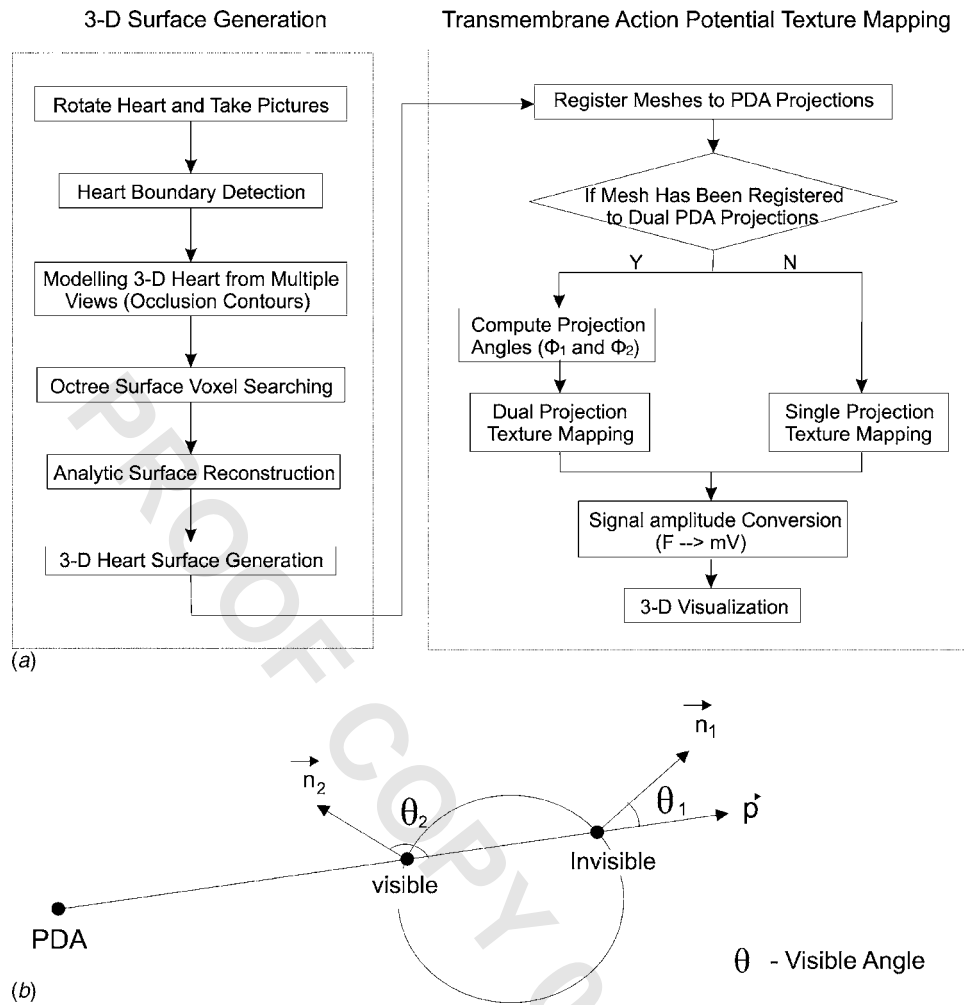 3-D Surface Generation
Rotate Heart and Take Pictures
Heart Boundary Detection
Modelling 3-D Heart from Multiple
Views (Occlusion Contours)
Octree Surface Voxel Searching
Analytic Surface Reconstruction
3-D Heart Surface Generation
Transmembrane Action Potential Texture Mapping
Register Meshes to PDA Projections
If Mesh Has Been Registered
to Dual PDA Projections
Y
N
Compute Projection
Angles (Φ₁ and Φ₂)
Dual Projection
Texture Mapping
Single Projection
Texture Mapping
Signal amplitude Conversion
(F --> mV)
3-D Visualization
(a)
n₁
n₂
θ₂
θ₁
p
visible
Invisible
PDA
θ - Visible Angle
(b)
PROOF COPY